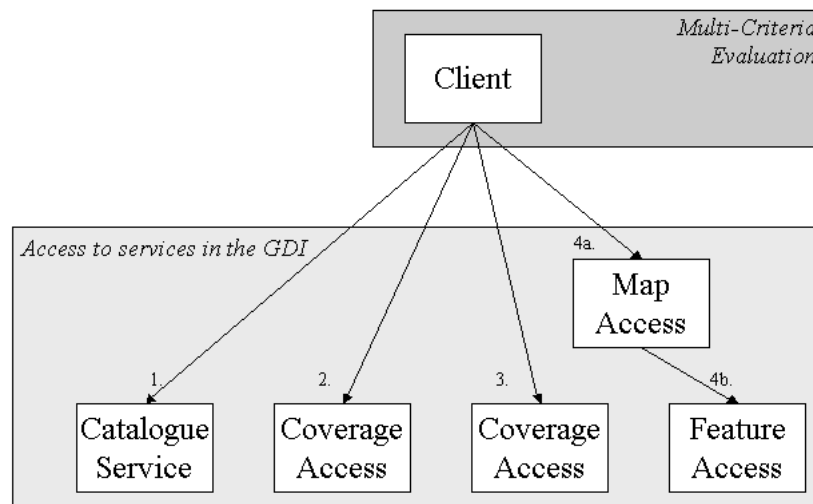 Multi-Criteria
Evaluation
Client
Access to services in the GDI
4a.
Map
Access
1.
2.
3.
4b.
Catalogue
Service
Coverage
Access
Coverage
Access
Feature
Access